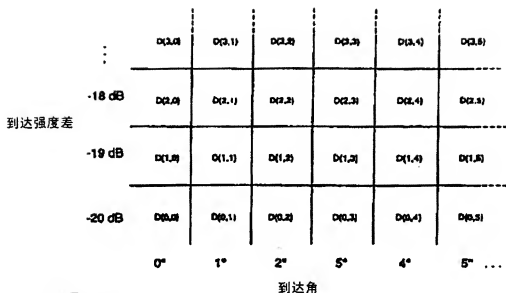 ⋮ D(3,0) D(3,1) D(3,2) D(3,3) D(3,4) D(3,5)
-18 dB D(2,0) D(2,1) D(2,2) D(2,3) D(2,4) D(2,5)
到达强度差
-19 dB D(1,0) D(1,1) D(1,2) D(1,3) D(1,4) D(1,5)
-20 dB D(0,0) D(0,1) D(0,2) D(0,3) D(0,4) D(0,5)
0° 1° 2° 5° 4° 5° ...
到达角